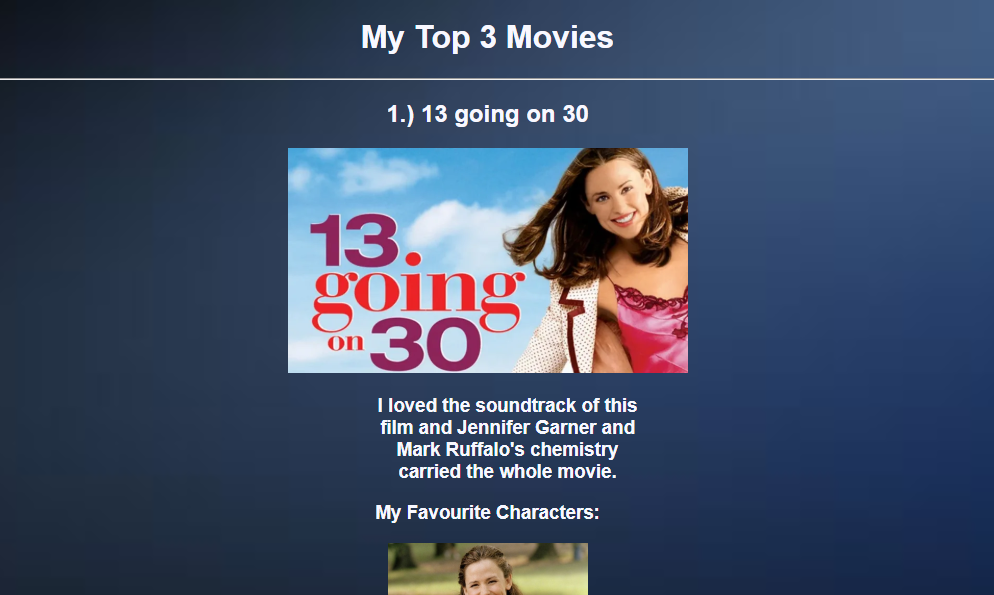 My Top 3 Movies
1.) 13 going on 30
13
going
on 30
I loved the soundtrack of this
film and Jennifer Garner and
Mark Ruffalo's chemistry
carried the whole movie.
My Favourite Characters: